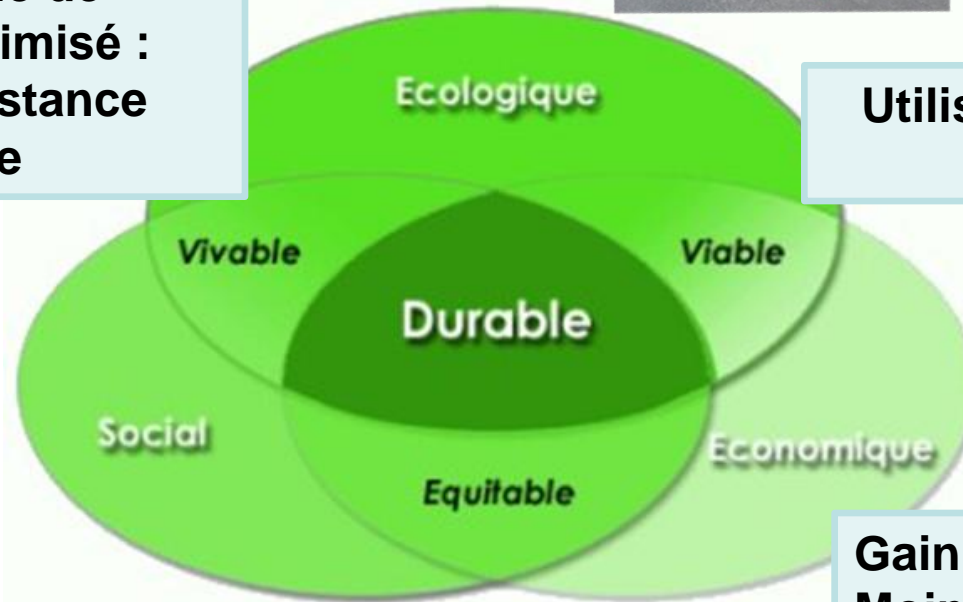 imisé :
stance
e
Ecologique
Utilis
Vivable
Viable
Durable
Social
Economique
Equitable
Gain